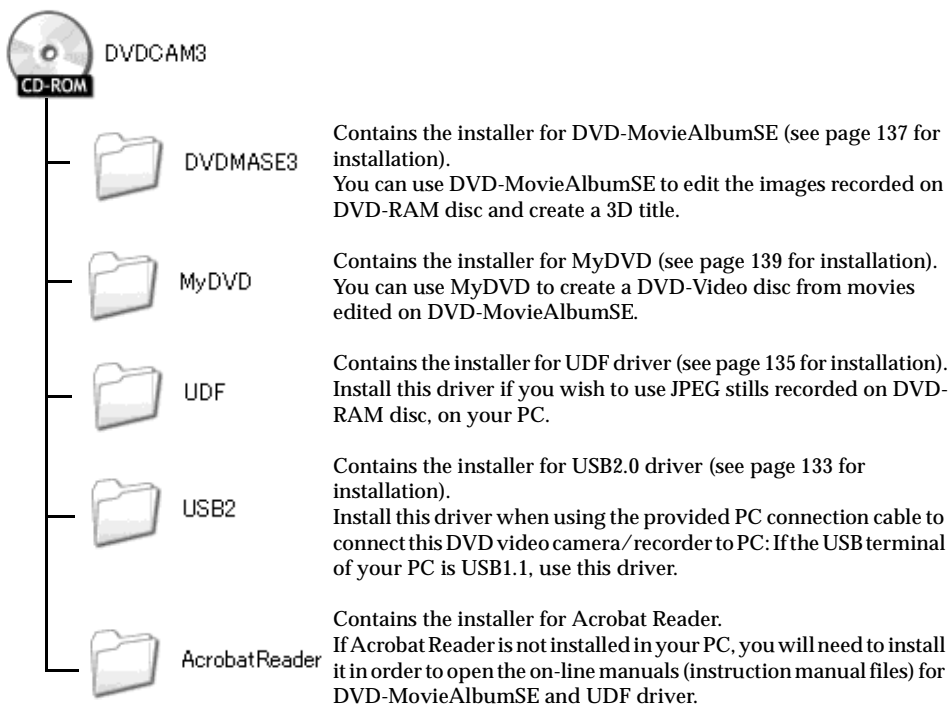 DVDCAM3
CD-ROM
DVDMASE3
Contains the installer for DVD-MovieAlbumSE (see page 137 for
installation).
You can use DVD-MovieAlbumSE to edit the images recorded on
DVD-RAM disc and create a 3D title.
MyDVD
Contains the installer for MyDVD (see page 139 for installation).
You can use MyDVD to create a DVD-Video disc from movies
edited on DVD-MovieAlbumSE.
UDF
Contains the installer for UDF driver (see page 135 for installation).
Install this driver if you wish to use JPEG stills recorded on DVD-
RAM disc, on your PC.
USB2
Contains the installer for USB2.0 driver (see page 133 for
installation).
Install this driver when using the provided PC connection cable to
connect this DVD video camera/recorder to PC: If the USB terminal
of your PC is USB1.1, use this driver.
AcrobatReader
Contains the installer for Acrobat Reader.
If Acrobat Reader is not installed in your PC, you will need to install
it in order to open the on-line manuals (instruction manual files) for
DVD-MovieAlbumSE and UDF driver.